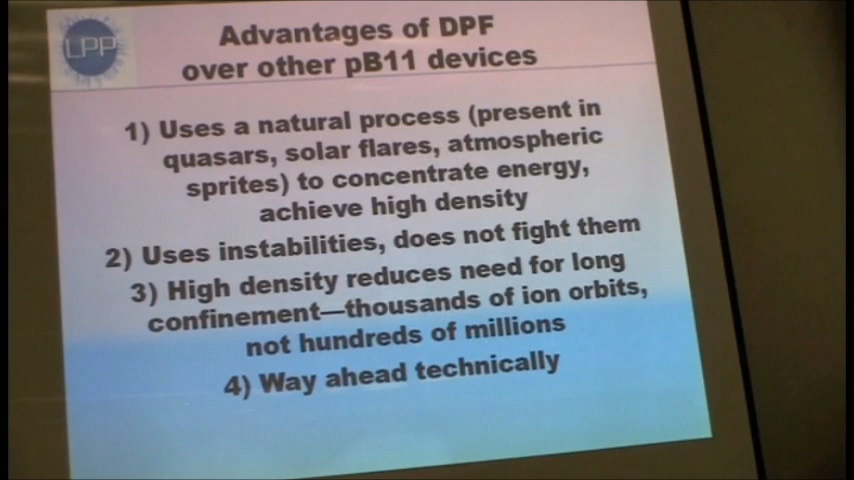 LPP
Advantages of DPF
over other pB11 devices
1) Uses a natural process (present in
quasars, solar flares, atmospheric
sprites) to concentrate energy,
achieve high density
2) Uses instabilities, does not fight them
3) High density reduces need for long
confinement—thousands of ion orbits,
not hundreds of millions
4) Way ahead technically